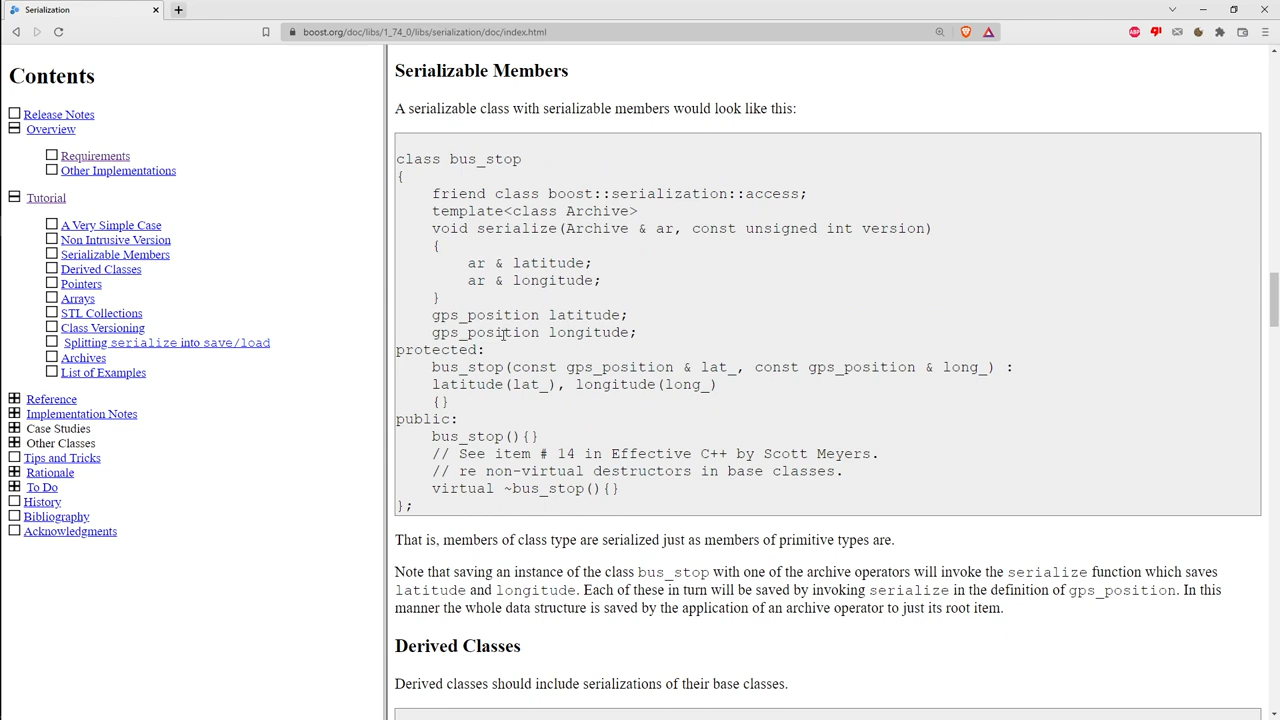 Serialization
boost.org/doc/libs/1_74_0/libs/serialization/doc/index.html
ABP
Contents
Release Notes
Overview
Requirements
Other Implementations
Tutorial
A Very Simple Case
Non Intrusive Version
Serializable Members
Derived Classes
Pointers
Arrays
STL Collections
Class Versioning
Splitting serialize into save/load
Archives
List of Examples
Reference
Implementation Notes
Case Studies
Other Classes
Tips and Tricks
Rationale
To Do
History
Bibliography
Acknowledgments
Serializable Members
A serializable class with serializable members would look like this:
class bus_stop
{
    friend class boost::serialization::access;
    template<class Archive>
    void serialize(Archive & ar, const unsigned int version)
    {
        ar & latitude;
        ar & longitude;
    }
    gps_position latitude;
    gps_position longitude;
protected:
    bus_stop(const gps_position & lat_, const gps_position & long_) :
    latitude(lat_), longitude(long_)
    {}
public:
    bus_stop(){}
    // See item # 14 in Effective C++ by Scott Meyers.
    // re non-virtual destructors in base classes.
    virtual ~bus_stop(){}
};
That is, members of class type are serialized just as members of primitive types are.
Note that saving an instance of the class bus_stop with one of the archive operators will invoke the serialize function which saves
latitude and longitude. Each of these in turn will be saved by invoking serialize in the definition of gps_position. In this
manner the whole data structure is saved by the application of an archive operator to just its root item.
Derived Classes
Derived classes should include serializations of their base classes.